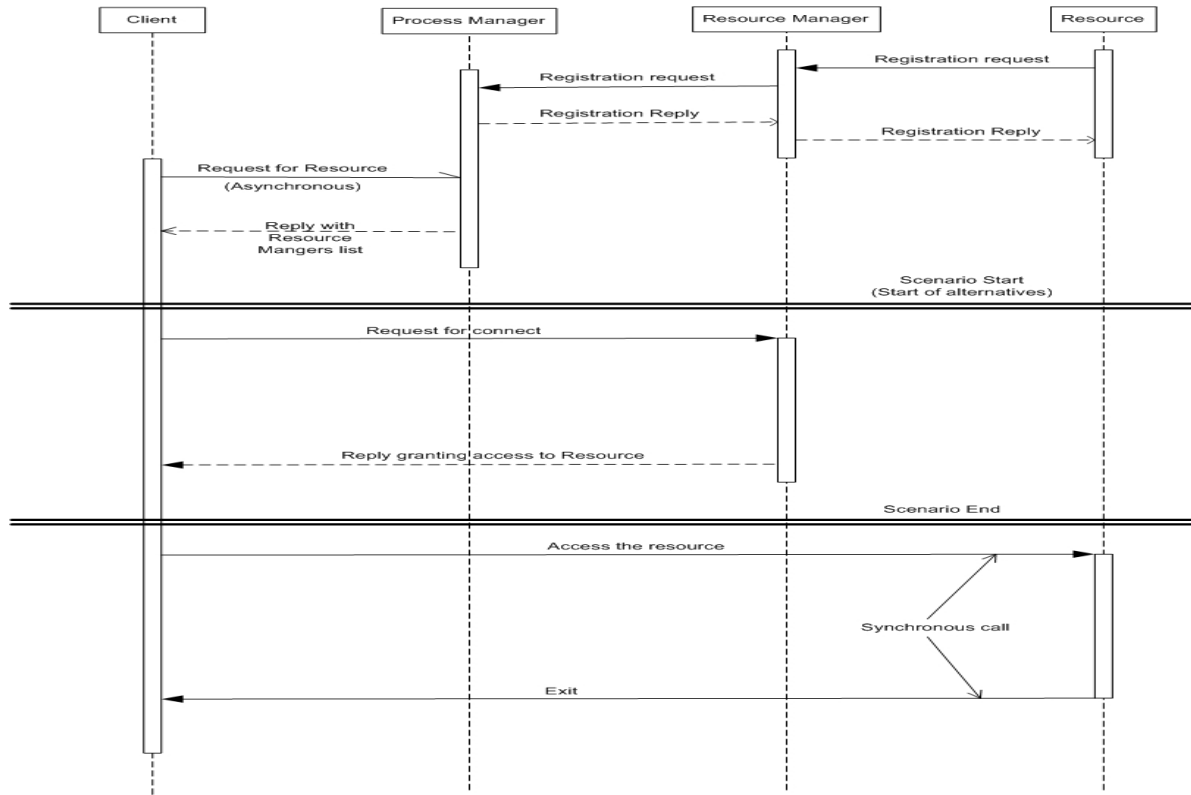 Client
Process Manager
Resource Manager
Resource
Registration request
Registration request
Registration Reply
Registration Reply
Request for Resource
(Asynchronous)
Reply with
Resource
Mangers list
Scenario Start
(Start of alternatives)
Request for connect
Reply granting access to Resource
Scenario End
Access the resource
Synchronous call
Exit